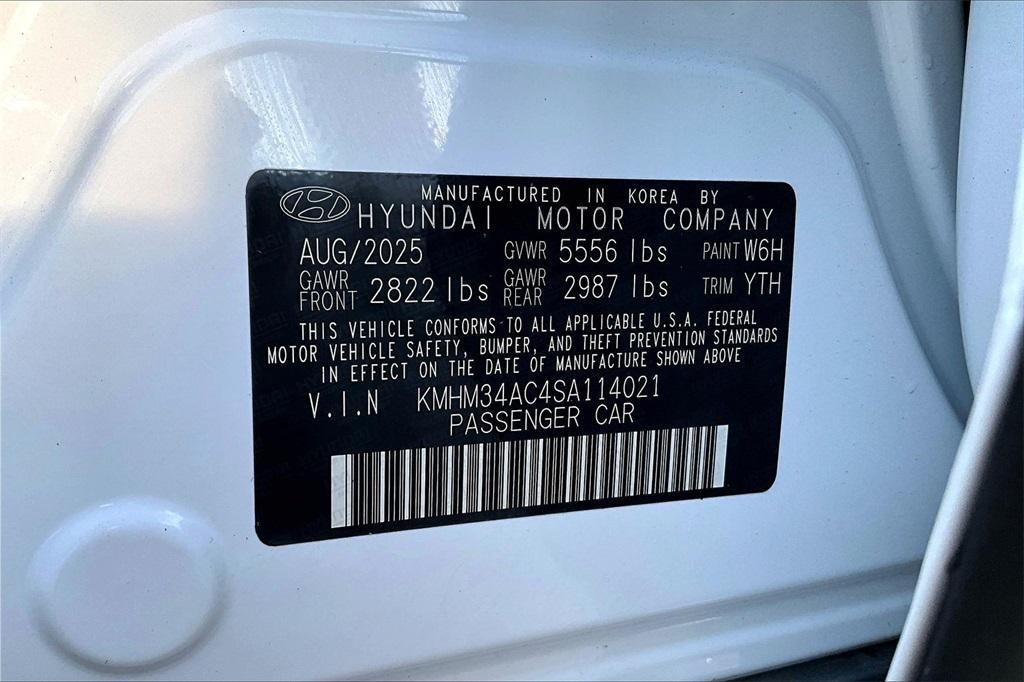 MANUFACTURED IN KOREA BY
HYUNDAI MOTOR COMPANY
AUG/2025 GVWR 5556 lbs PAINT W6H
GAWR FRONT 2822 lbs GAWR REAR 2987 lbs TRIM YTH
THIS VEHICLE CONFORMS TO ALL APPLICABLE U.S.A. FEDERAL
MOTOR VEHICLE SAFETY, BUMPER, AND THEFT PREVENTION STANDARDS
IN EFFECT ON THE DATE OF MANUFACTURE SHOWN ABOVE
V.I.N KMHM34AC4SA114021
PASSENGER CAR